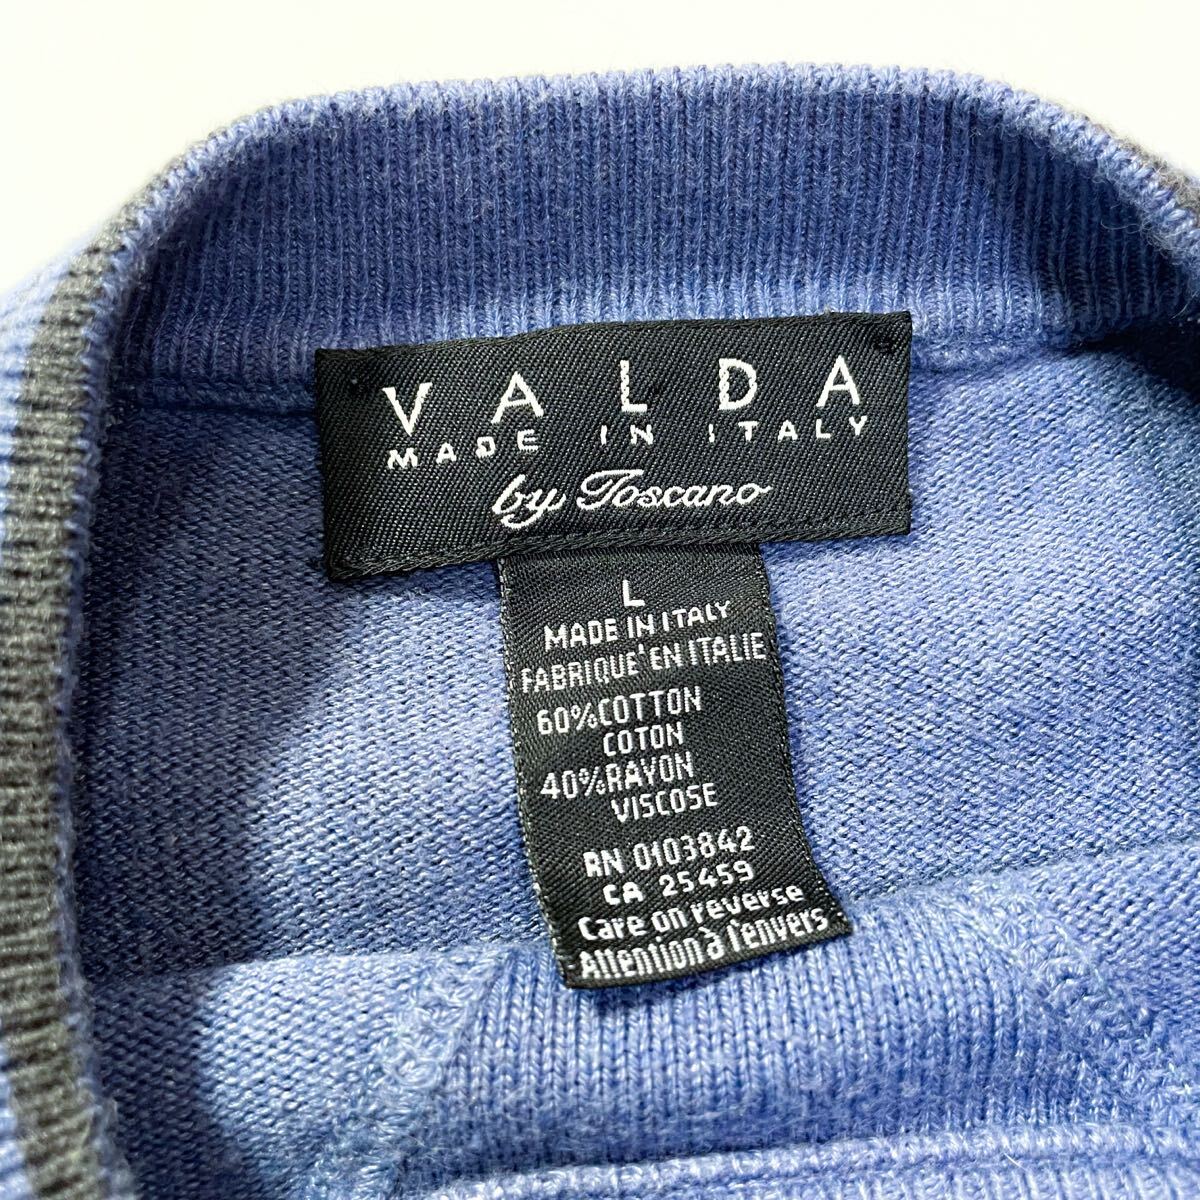 VALDA
MADE IN ITALY
by Toscano
L
MADE IN ITALY
FABRIQUE' EN ITALIE
60%COTTON
COTON
40%RAYON
VISCOSE
RN 0103842
CA 25459
Care on reverse
Attention à l'envers